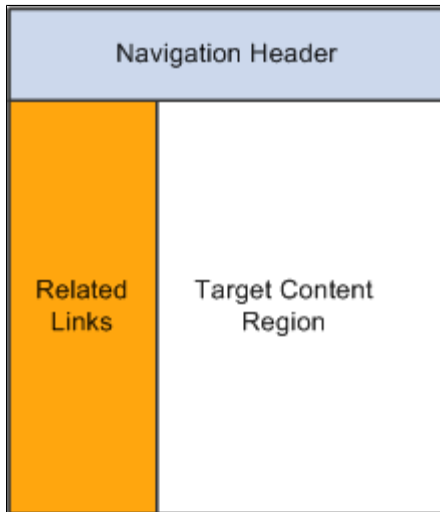 Navigation Header
Related
Links
Target Content
Region